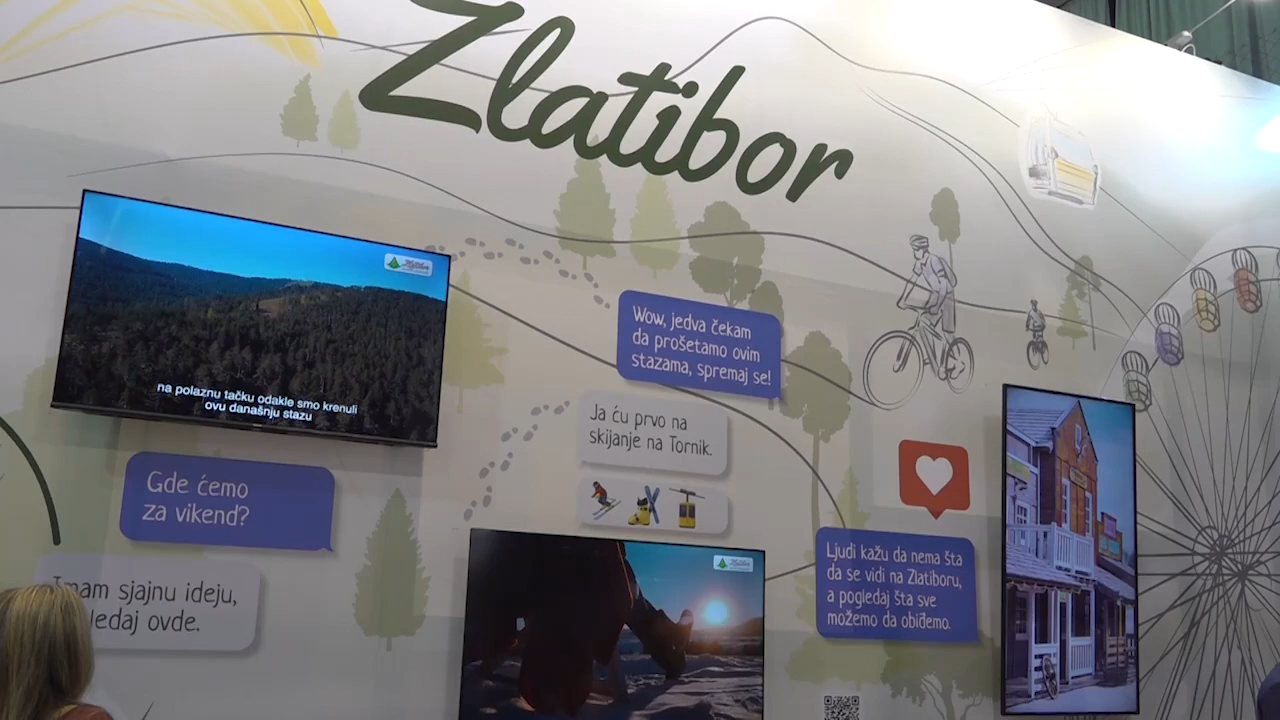 Zlatibor
na polaznu tačku odakle smo krenuli
ovu današnju stazu
Wow, jedva čekam
da prošetamo ovim
stazama, spremaj se!
Ja ću prvo na
skijanje na Tornik.
Gde ćemo
za vikend?
Imam sjajnu ideju,
ledaj ovde.
Ljudi kažu da nema šta
da se vidi na Zlatiboru,
a pogledaj šta sve
možemo da obiđemo.